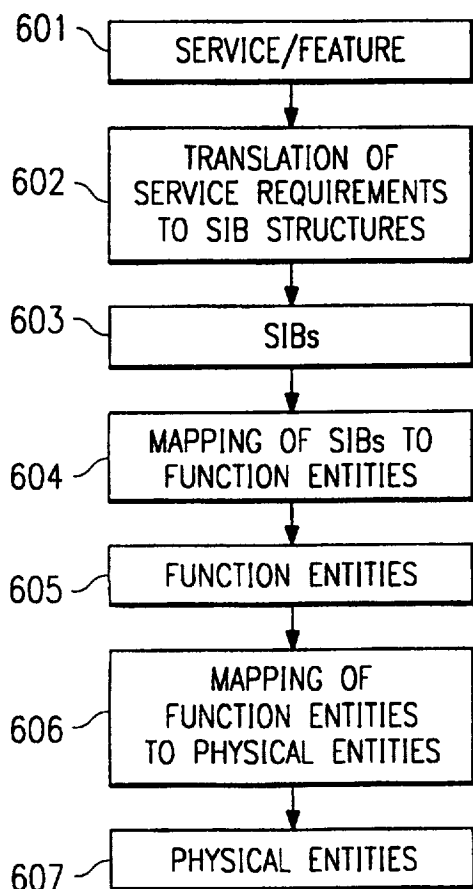 601
SERVICE/FEATURE
602
TRANSLATION OF
SERVICE REQUIREMENTS
TO SIB STRUCTURES
603
SIBs
604
MAPPING OF SIBs TO
FUNCTION ENTITIES
605
FUNCTION ENTITIES
606
MAPPING OF
FUNCTION ENTITIES
TO PHYSICAL ENTITIES
607
PHYSICAL ENTITIES